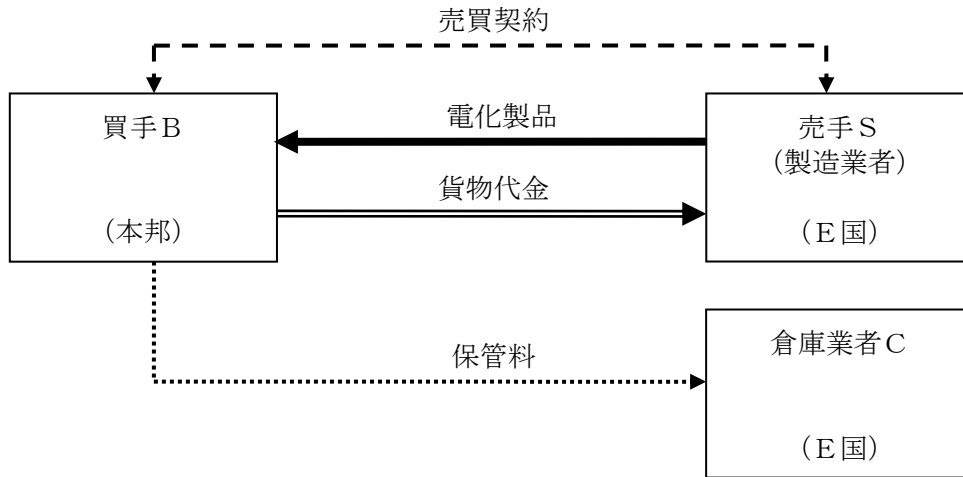 売買契約
買手B
(本邦)
電化製品
貨物代金
売手S
(製造業者)
(E国)
保管料
倉庫業者C
(E国)